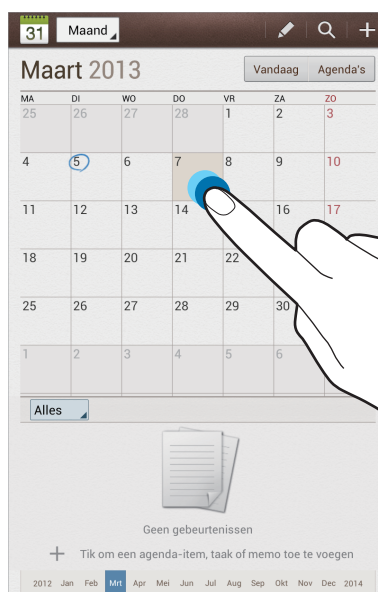 31 Maand
Maart 2013 Vandaag Agenda's
MA DI WO DO VR ZA ZO
25 26 27 28 1 2 3
4 5 6 7 8 9 10
11 12 13 14 16 17
18 19 20 21 22
25 26 27 28 29 30
1 2 3 4 5 6
Alles
Geen gebeurtenissen
+ Tik om een agenda-item, taak of memo toe te voegen
2012 Jan Feb Mrt Apr Mei Jun Jul Aug Sep Okt Nov Dec 2014